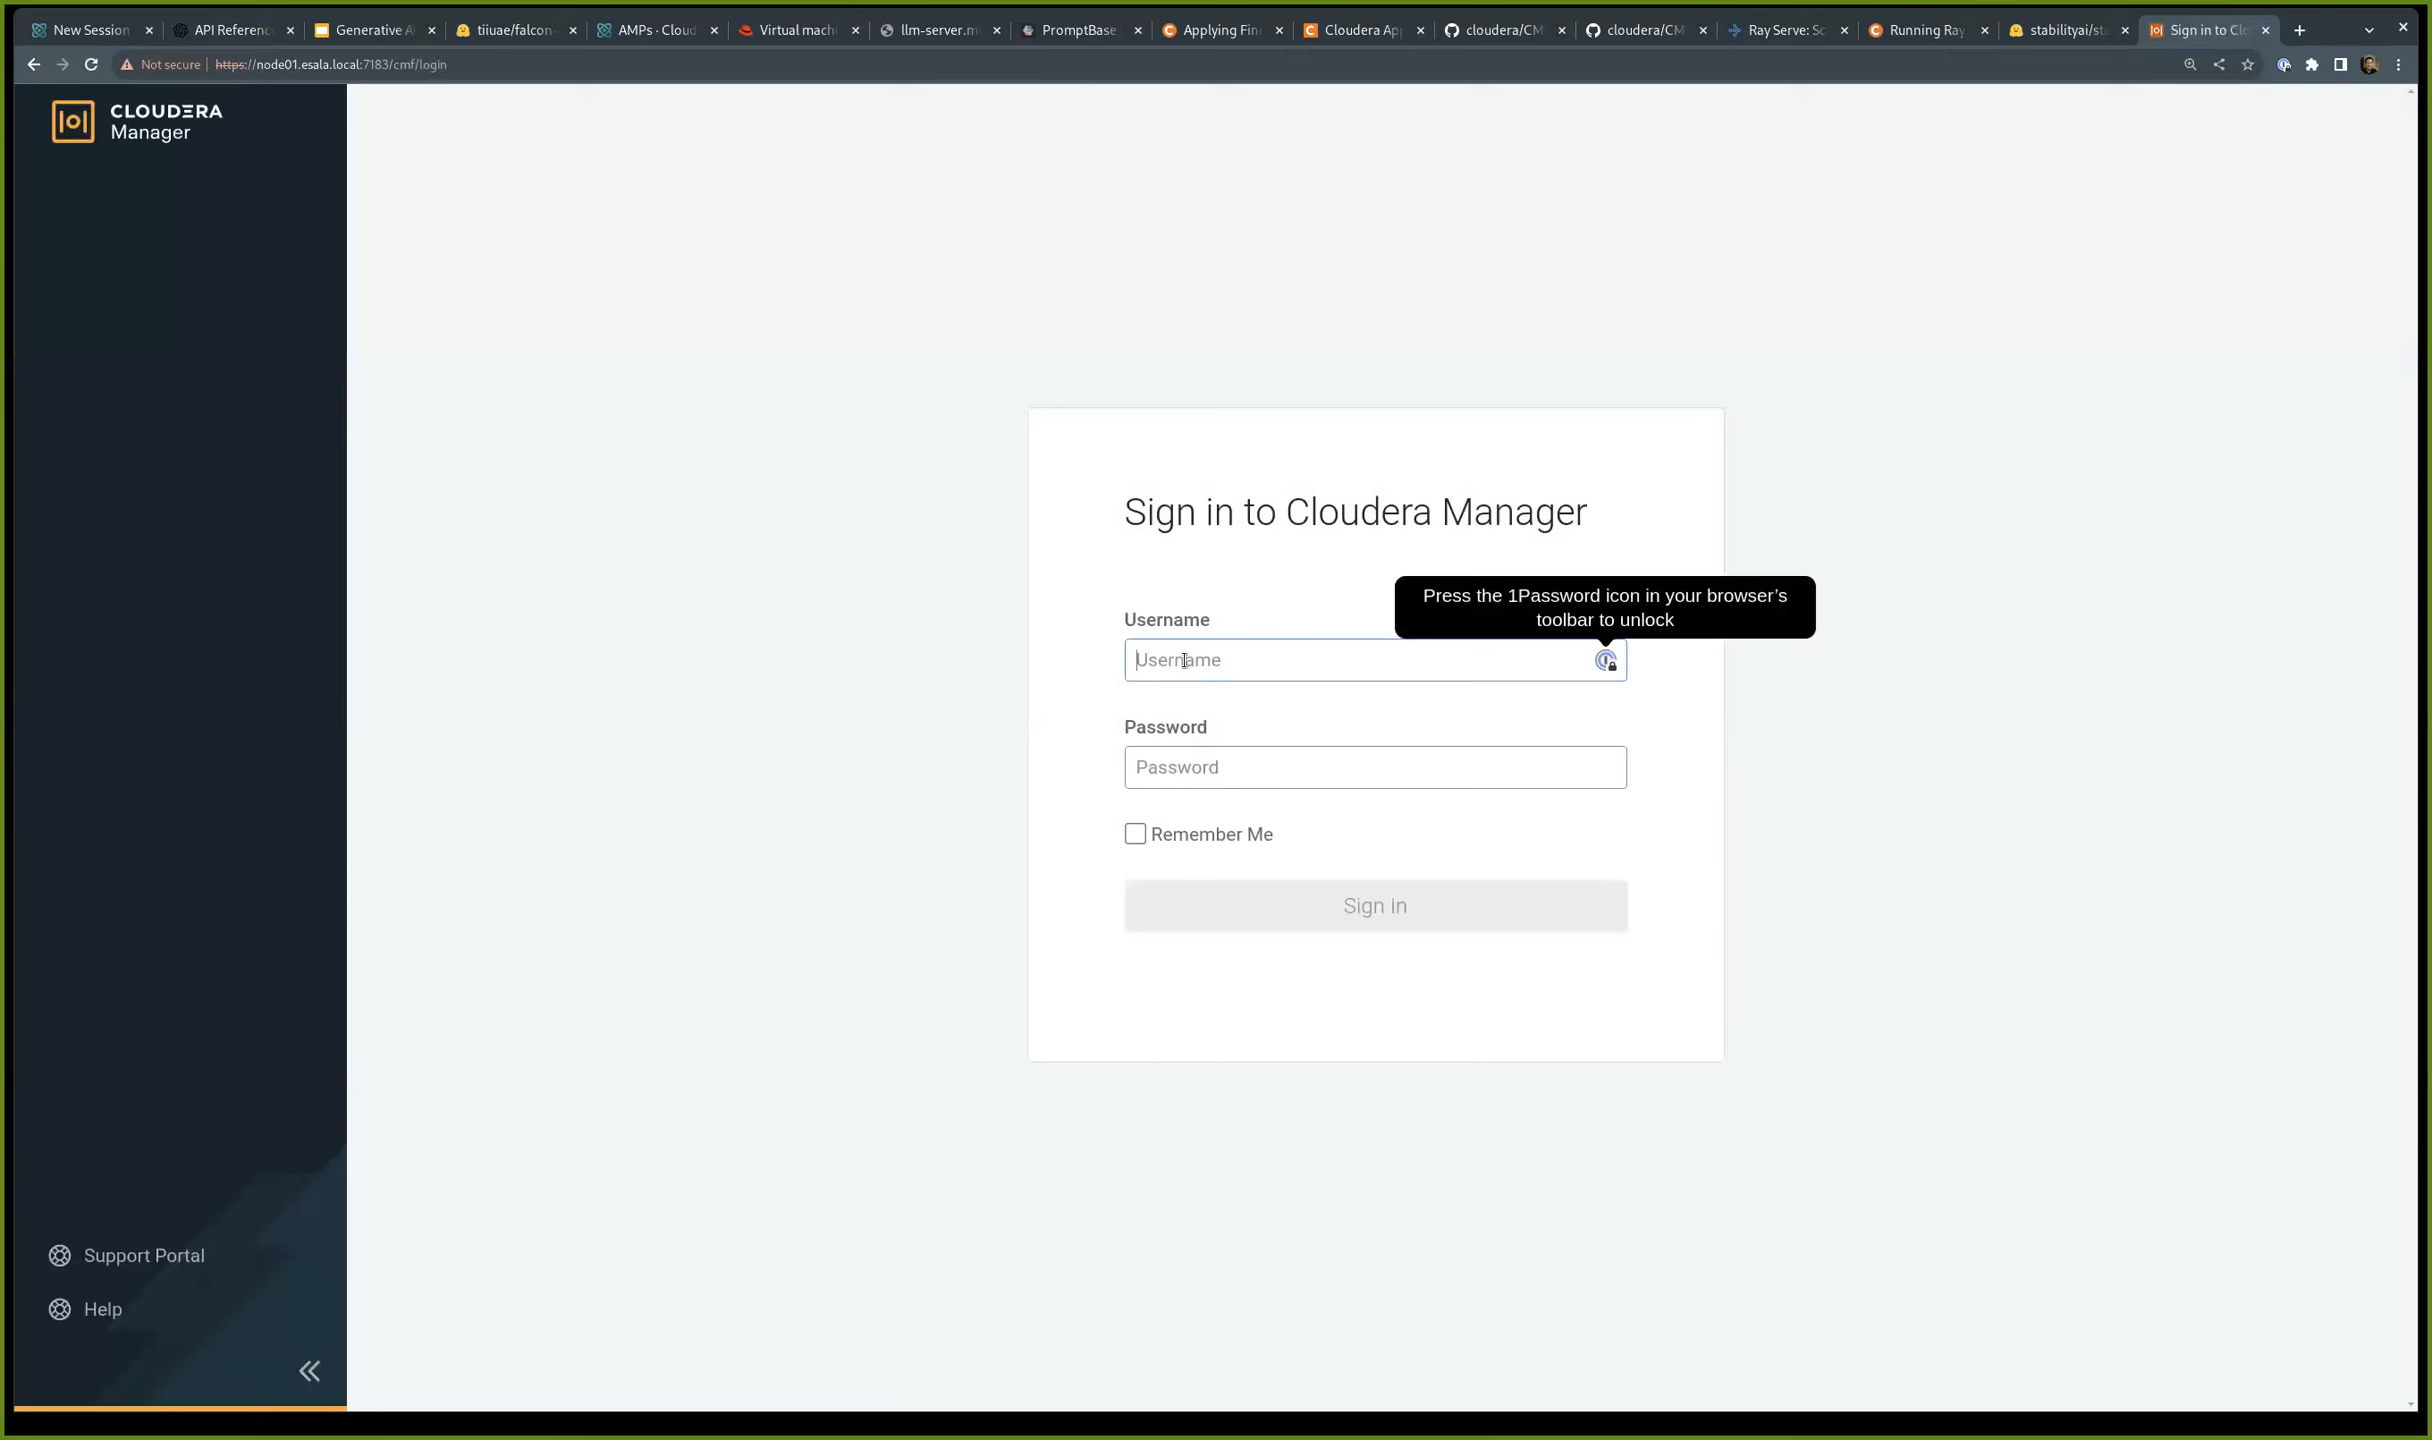 New Session
API Referenc
Generative A
tiiuae/falcon-
AMPs · Cloud
Virtual machi
llm-server.m
PromptBase
Applying Fin
Cloudera Ap
cloudera/CM
cloudera/CM
Ray Serve: Sc
Running Ray
stabilityai/sta
Sign in to Clo
Not secure
https://node01.esala.local:7183/cmf/login
CLOUDERA
Manager
Sign in to Cloudera Manager
Press the 1Password icon in your browser’s
toolbar to unlock
Username
Username
Password
Password
Remember Me
Sign In
Support Portal
Help